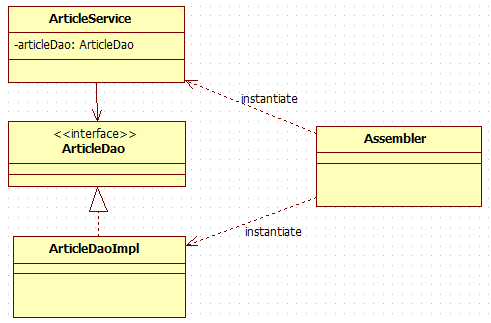 ArticleService
-articleDao: ArticleDao
instantiate
<<interface>>
ArticleDao
Assembler
instantiate
ArticleDaoImpl